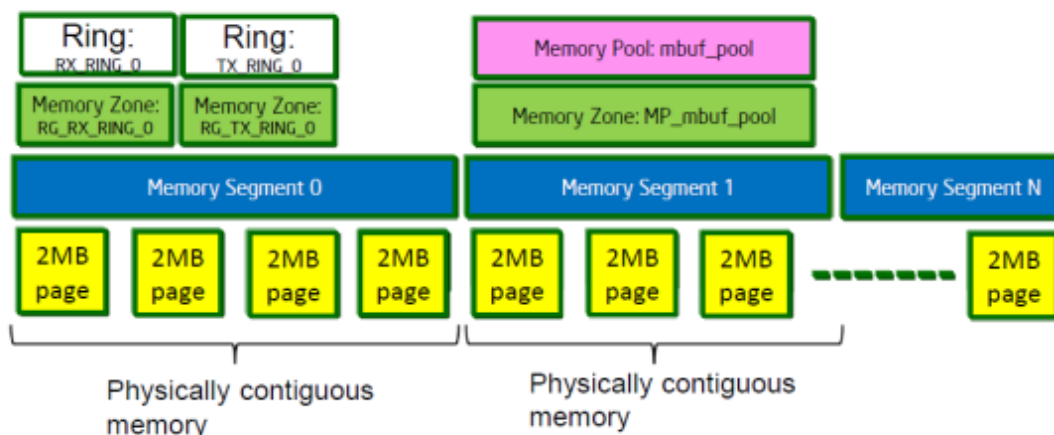 Ring:
RX_RING_0
Ring:
TX_RING_0
Memory Pool: mbuf_pool
Memory Zone:
RG_RX_RING_0
Memory Zone:
RG_TX_RING_0
Memory Zone: MP_mbuf_pool
Memory Segment 0
Memory Segment 1
Memory Segment N
2MB
page
2MB
page
2MB
page
2MB
page
2MB
page
2MB
page
2MB
page
2MB
page
Physically contiguous
memory
Physically contiguous
memory